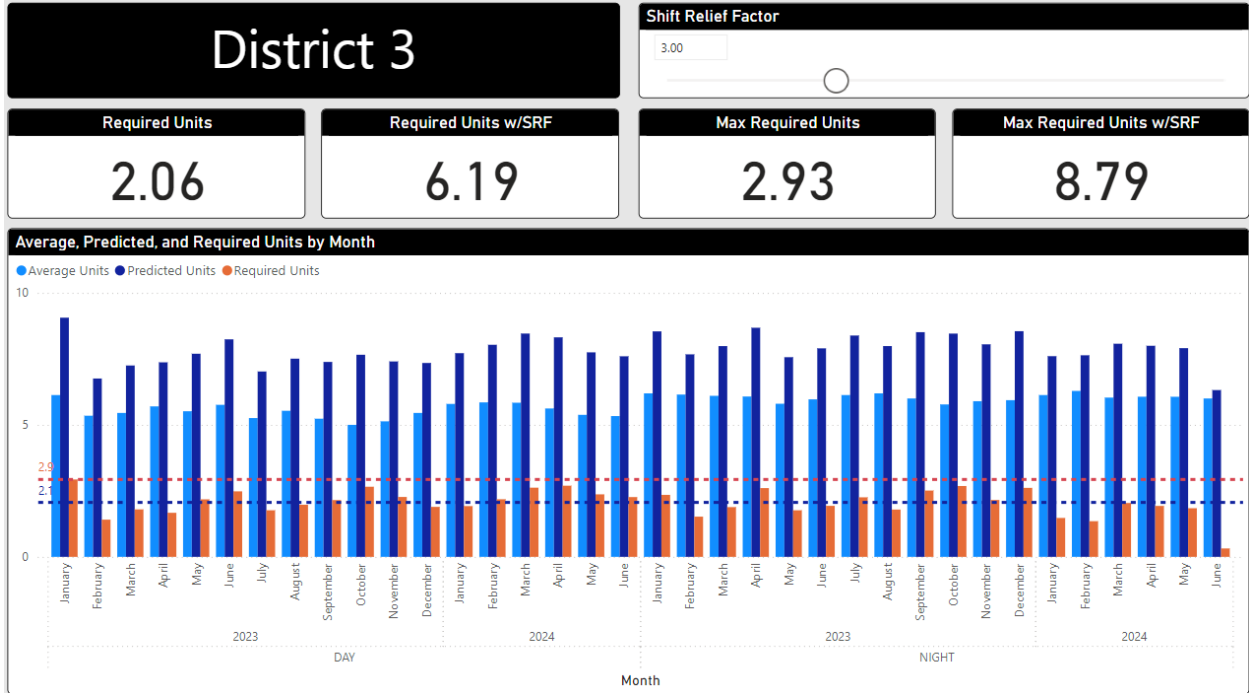 District 3
Shift Relief Factor
3.00
Required Units
2.06
Required Units w/SRF
6.19
Max Required Units
2.93
Max Required Units w/SRF
8.79
Average, Predicted, and Required Units by Month
Average Units Predicted Units Required Units
10
5
2.9
2.1
0
January February March April May June July August September October November December January February March April May June January February March April May June July August September October November December January February March April May June
2023 2024 2023 2024
DAY NIGHT
Month